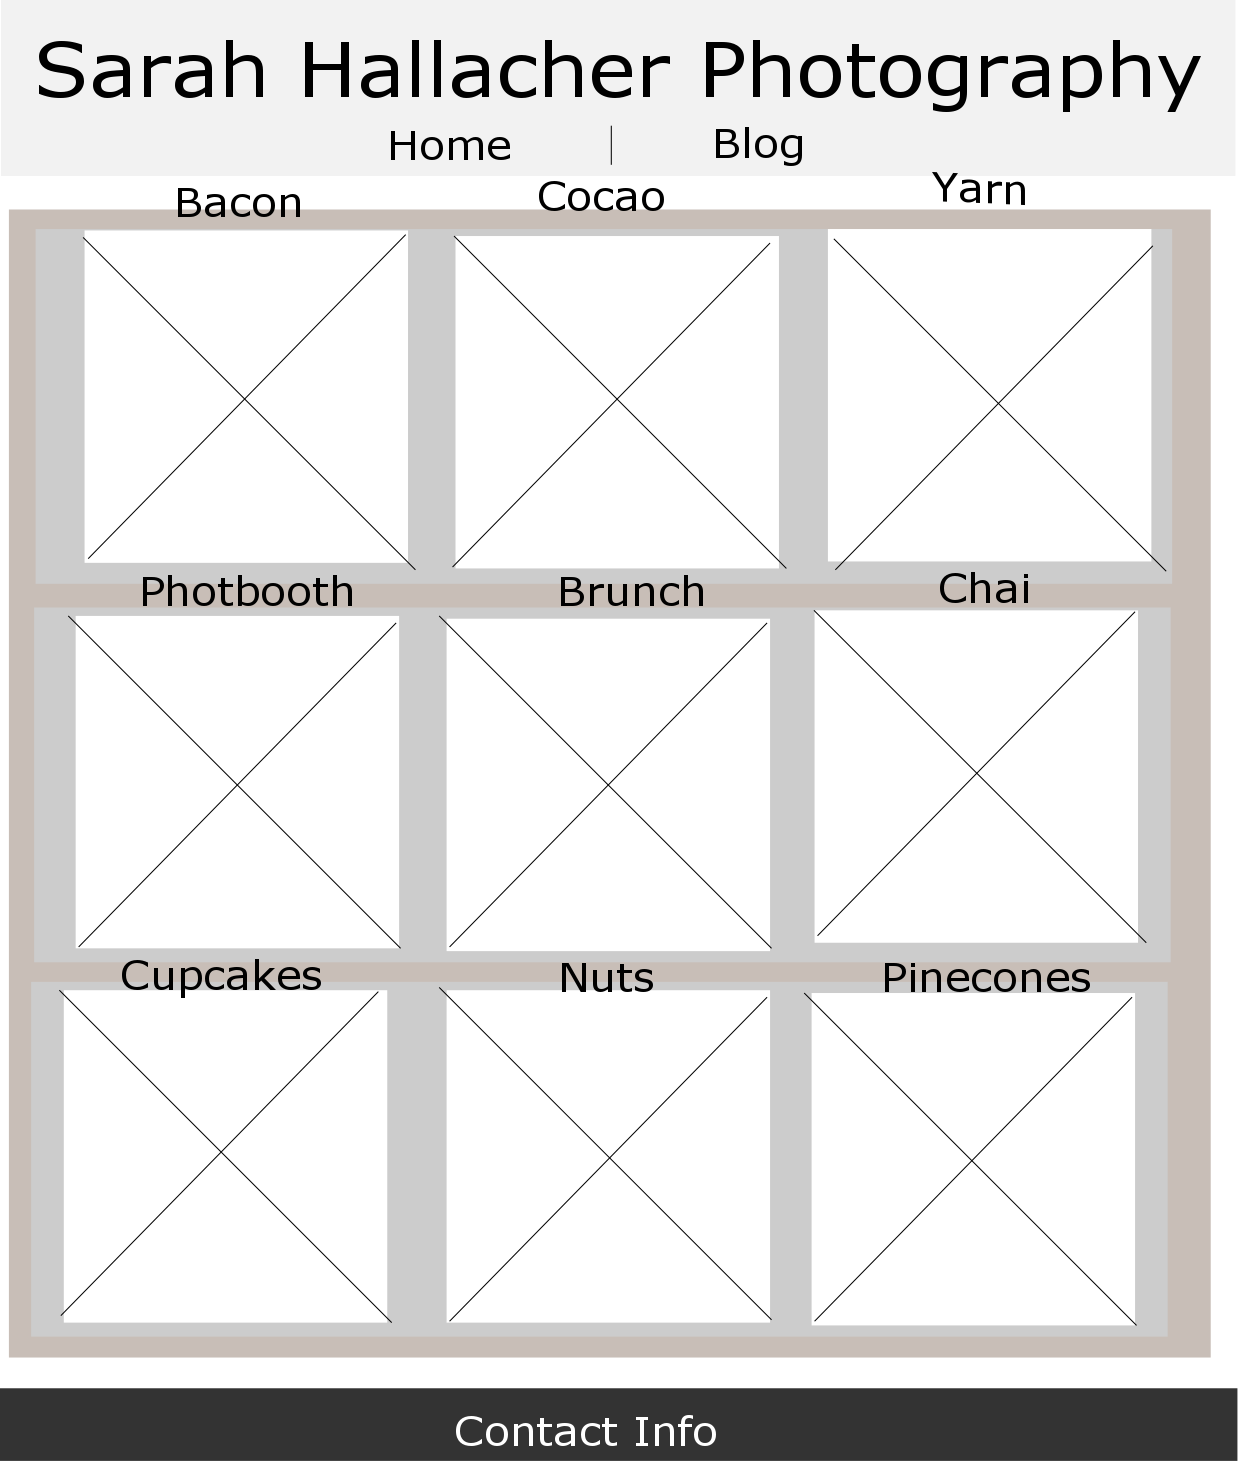 Sarah Hallacher Photography
Home | Blog
Bacon Cocao Yarn
Photbooth Brunch Chai
Cupcakes Nuts Pinecones
Contact Info